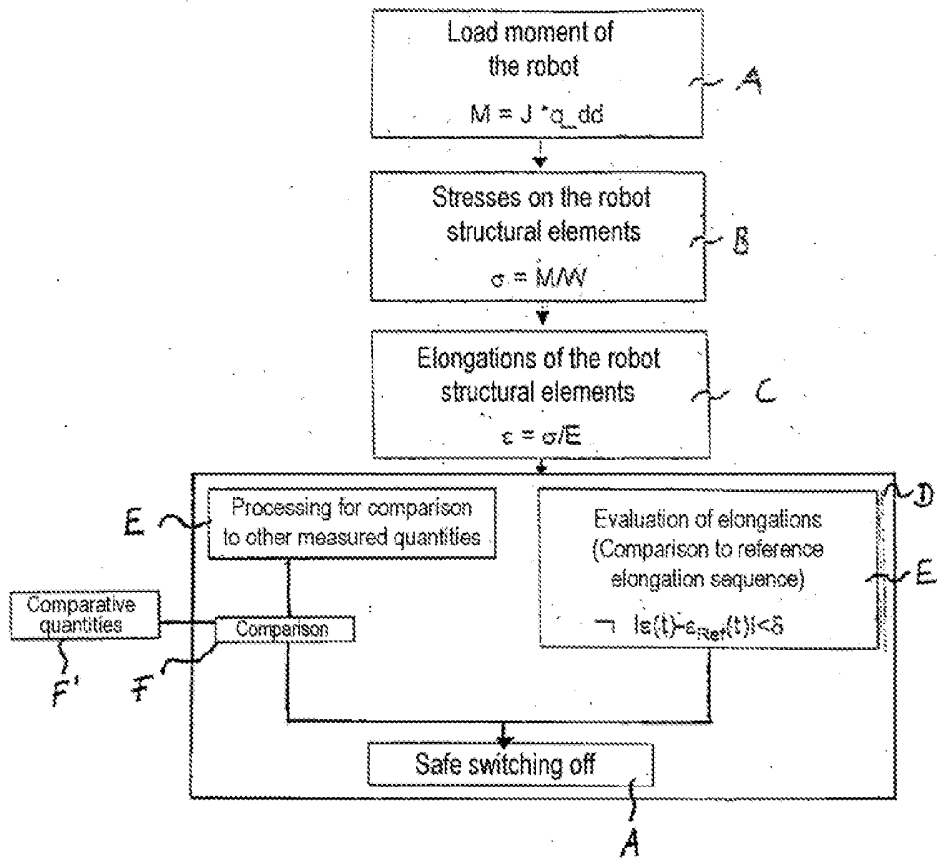 Load moment of
the robot
M = J * q_dd
A
Stresses on the robot
structural elements
σ = M/W
B
Elongations of the robot
structural elements
ε = σ/E
C
D
E
Processing for comparison
to other measured quantities
Evaluation of elongations
(Comparison to reference
elongation sequence)
¬ |ε(t)-εRef(t)|<δ
E
Comparative
quantities
F'
Comparison
F
Safe switching off
A